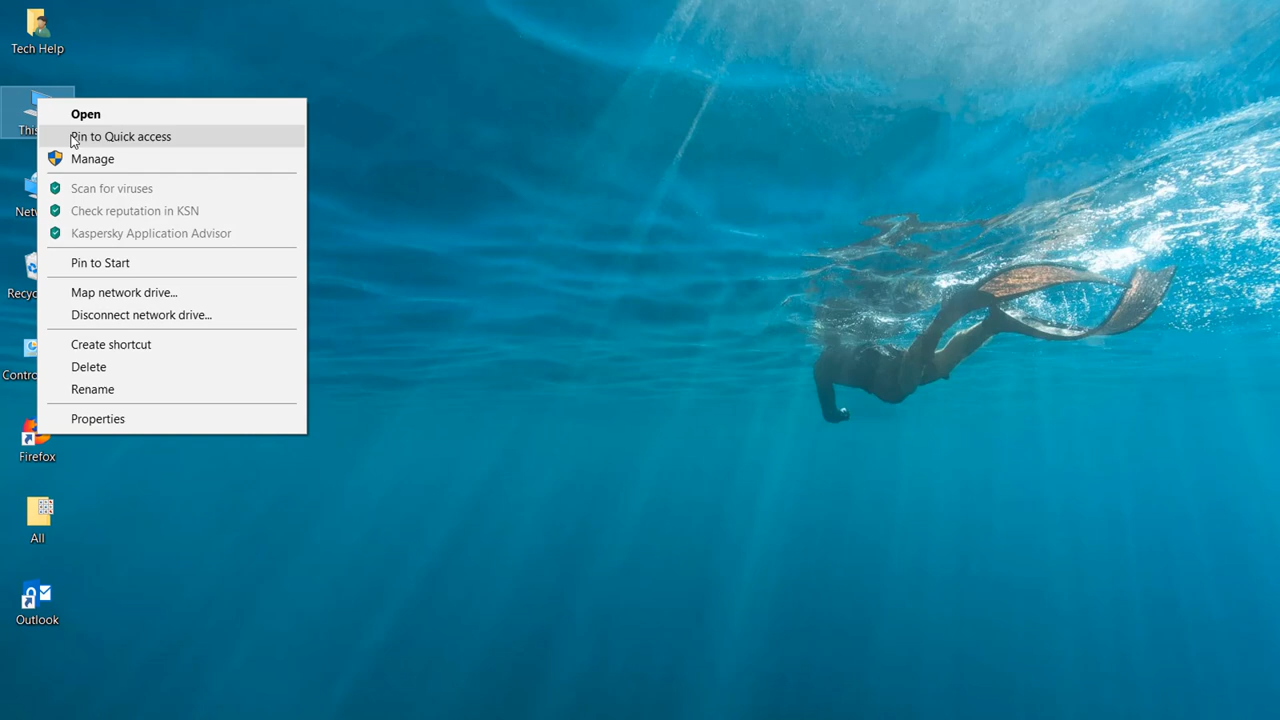 Tech Help
This
Netw
Recyc
Contro
Firefox
All
Outlook
Open
Pin to Quick access
Manage
Scan for viruses
Check reputation in KSN
Kaspersky Application Advisor
Pin to Start
Map network drive...
Disconnect network drive...
Create shortcut
Delete
Rename
Properties